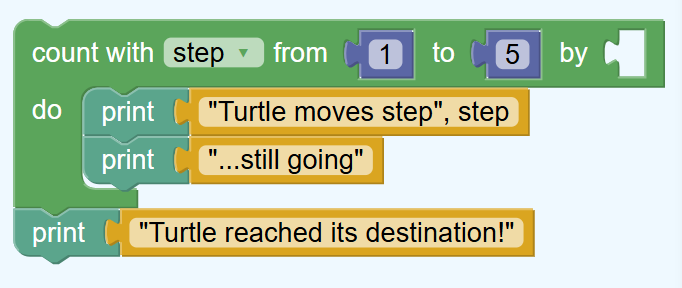 count with step ▾ from 1 to 5 by
do print "Turtle moves step", step
print "...still going"
print "Turtle reached its destination!"